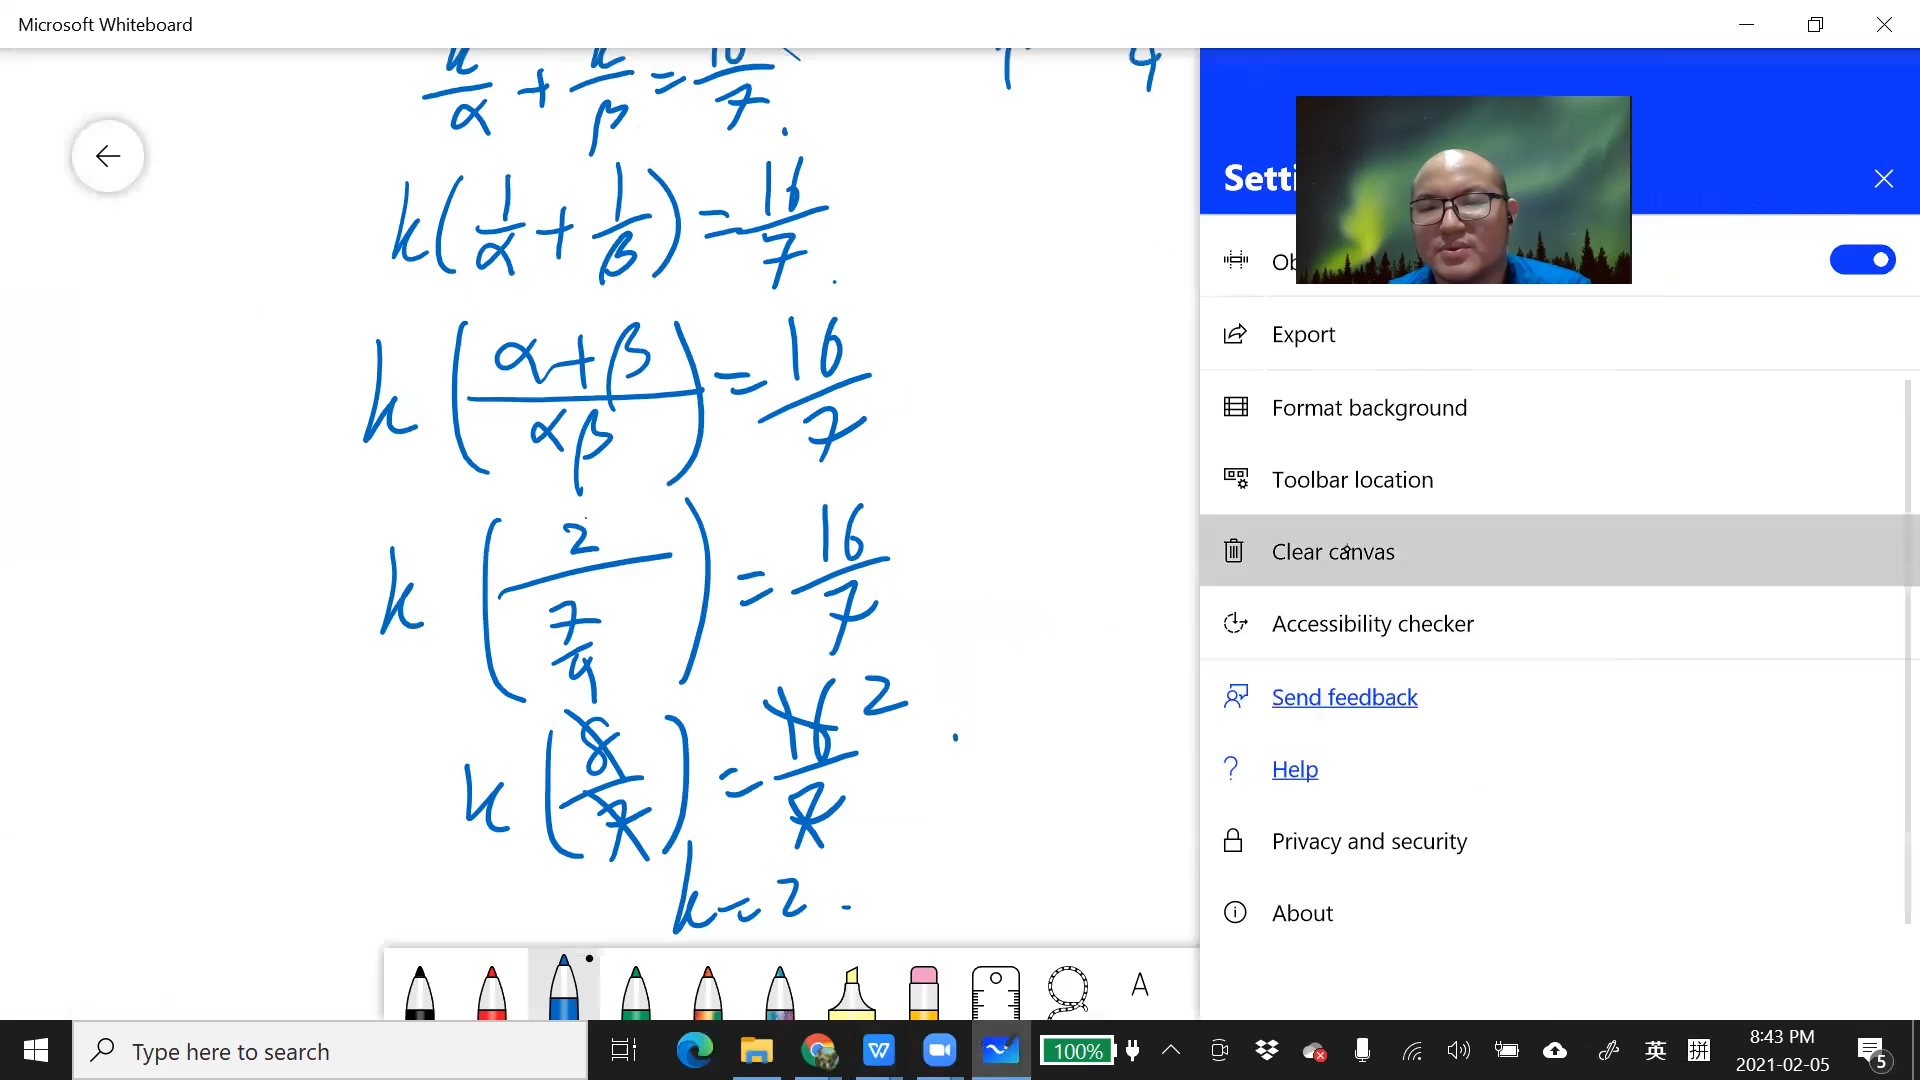 Microsoft Whiteboard
k/α + k/β = 16/7
k(1/α + 1/β) = 16/7
k((α+β)/(αβ)) = 16/7
k(2/(7/4)) = 16/7
k(8/7) = 16/7 2
k=2
4
A
Export
Format background
Toolbar location
Clear canvas
Accessibility checker
Send feedback
? Help
Privacy and security
About
Type here to search
100%
英
拼
8:43 PM
2021-02-05
5